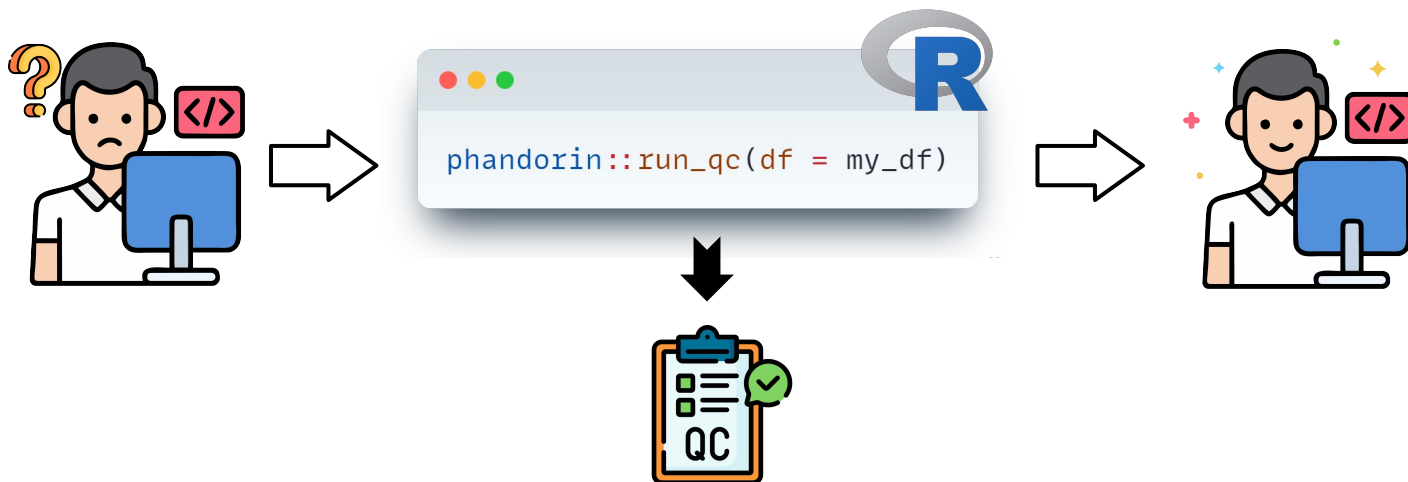 ?
</>
R
phandorin::run_qc(df = my_df)
</>
QC